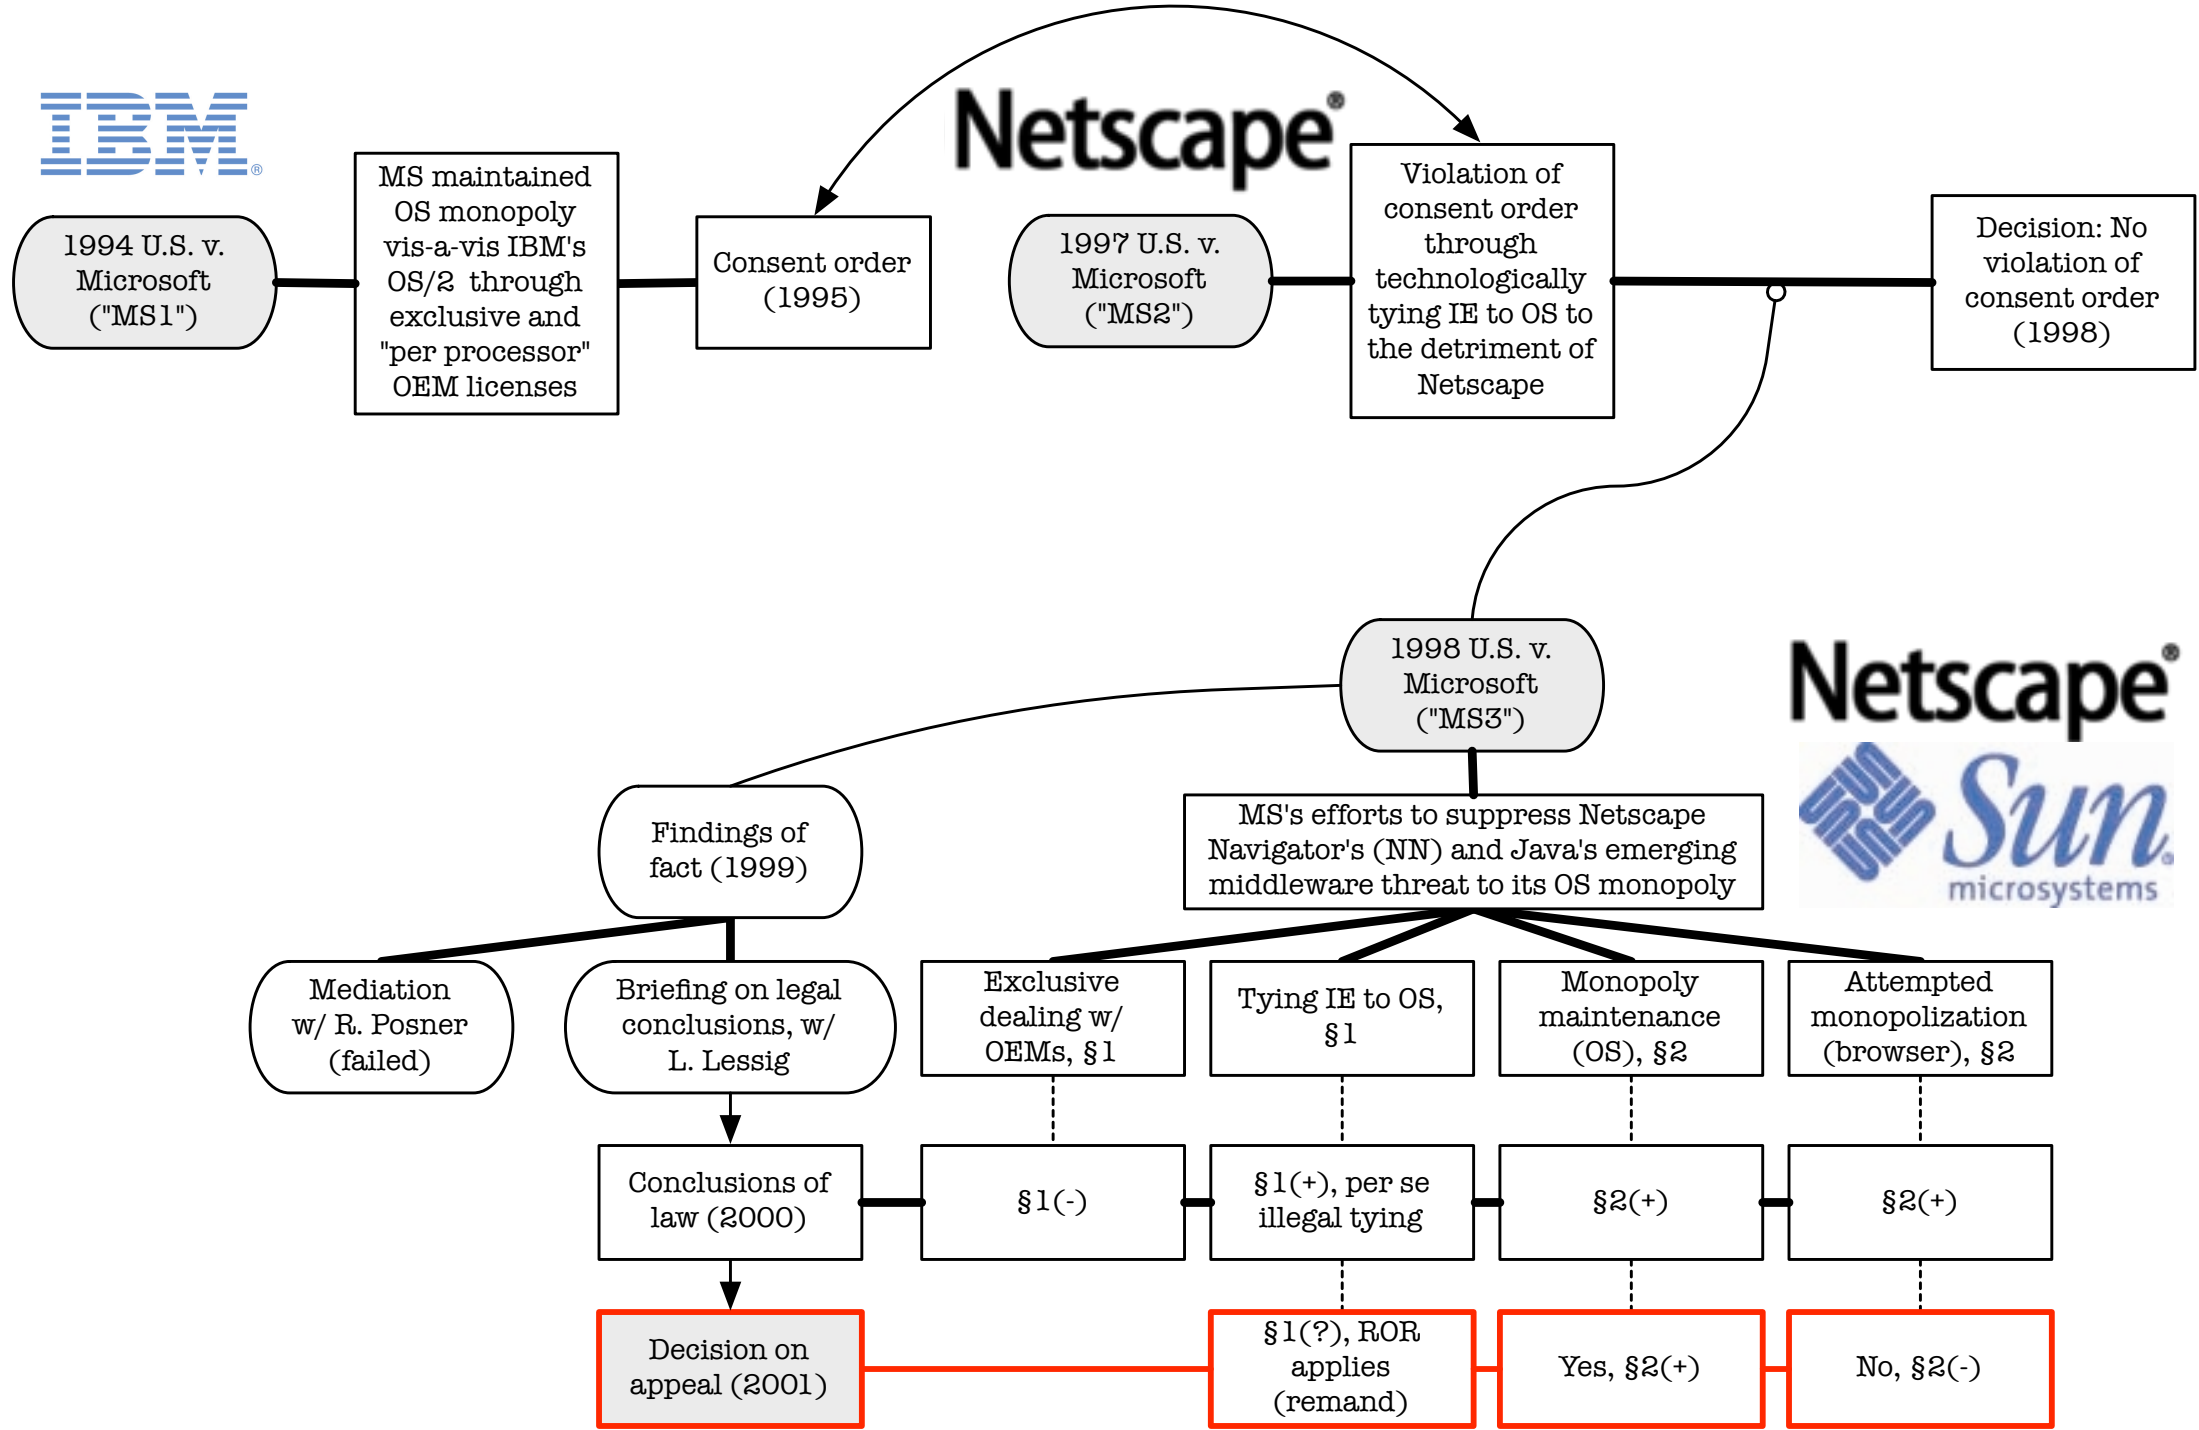 IBM®
1994 U.S. v.
Microsoft
("MS1")
MS maintained
OS monopoly
vis-a-vis IBM's
OS/2 through
exclusive and
"per processor"
OEM licenses
Consent order
(1995)
Netscape®
1997 U.S. v.
Microsoft
("MS2")
Violation of
consent order
through
technologically
tying IE to OS to
the detriment of
Netscape
Decision: No
violation of
consent order
(1998)
1998 U.S. v.
Microsoft
("MS3")
Netscape®
Sun
microsystems
Findings of
fact (1999)
MS's efforts to suppress Netscape
Navigator's (NN) and Java's emerging
middleware threat to its OS monopoly
Mediation
w/ R. Posner
(failed)
Briefing on legal
conclusions, w/
L. Lessig
Exclusive
dealing w/
OEMs, §1
Tying IE to OS,
§1
Monopoly
maintenance
(OS), §2
Attempted
monopolization
(browser), §2
Conclusions of
law (2000)
§1(-)
§1(+), per se
illegal tying
§2(+)
§2(+)
Decision on
appeal (2001)
§1(?), ROR
applies
(remand)
Yes, §2(+)
No, §2(-)